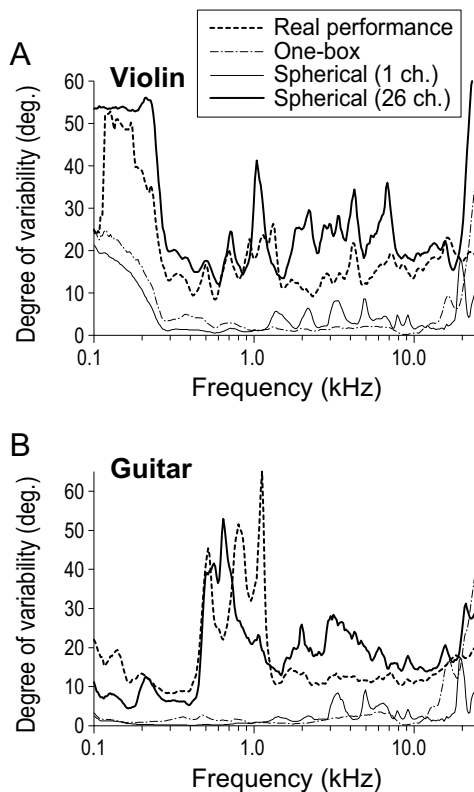 Real performance
One-box
Spherical (1 ch.)
Spherical (26 ch.)
A
Violin
Degree of variability (deg.)
60
50
40
30
20
10
0
0.1
1.0
10.0
Frequency (kHz)
B
Guitar
Degree of variability (deg.)
60
50
40
30
20
10
0
0.1
1.0
10.0
Frequency (kHz)